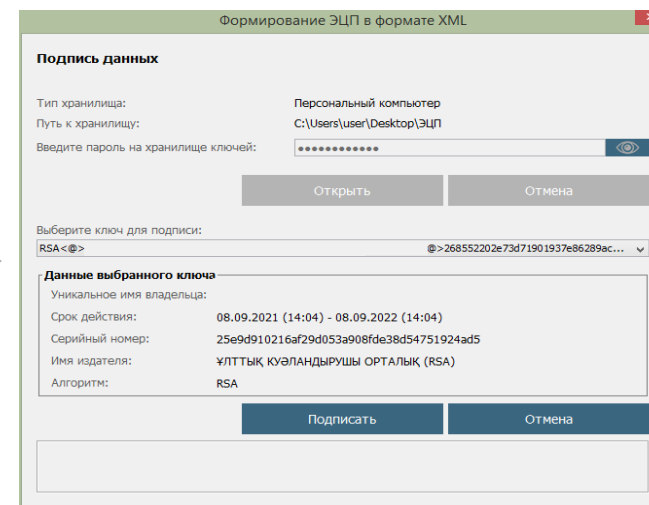 Формирование ЭЦП в формате XML
Подпись данных
Тип хранилища: Персональный компьютер
Путь к хранилищу: C:\Users\user\Desktop\ЭЦП
Введите пароль на хранилище ключей: ●●●●●●●●●●●●
Открыть Отмена
Выберите ключ для подписи:
RSA<@> @>268552202e73d71901937e86289ac...
Данные выбранного ключа
Уникальное имя владельца:
Срок действия: 08.09.2021 (14:04) - 08.09.2022 (14:04)
Серийный номер: 25e9d910216af29d053a908fde38d54751924ad5
Имя издателя: ҰЛТТЫҚ КУӘЛАНДЫРУШЫ ОРТАЛЫҚ (RSA)
Алгоритм: RSA
Подписать Отмена